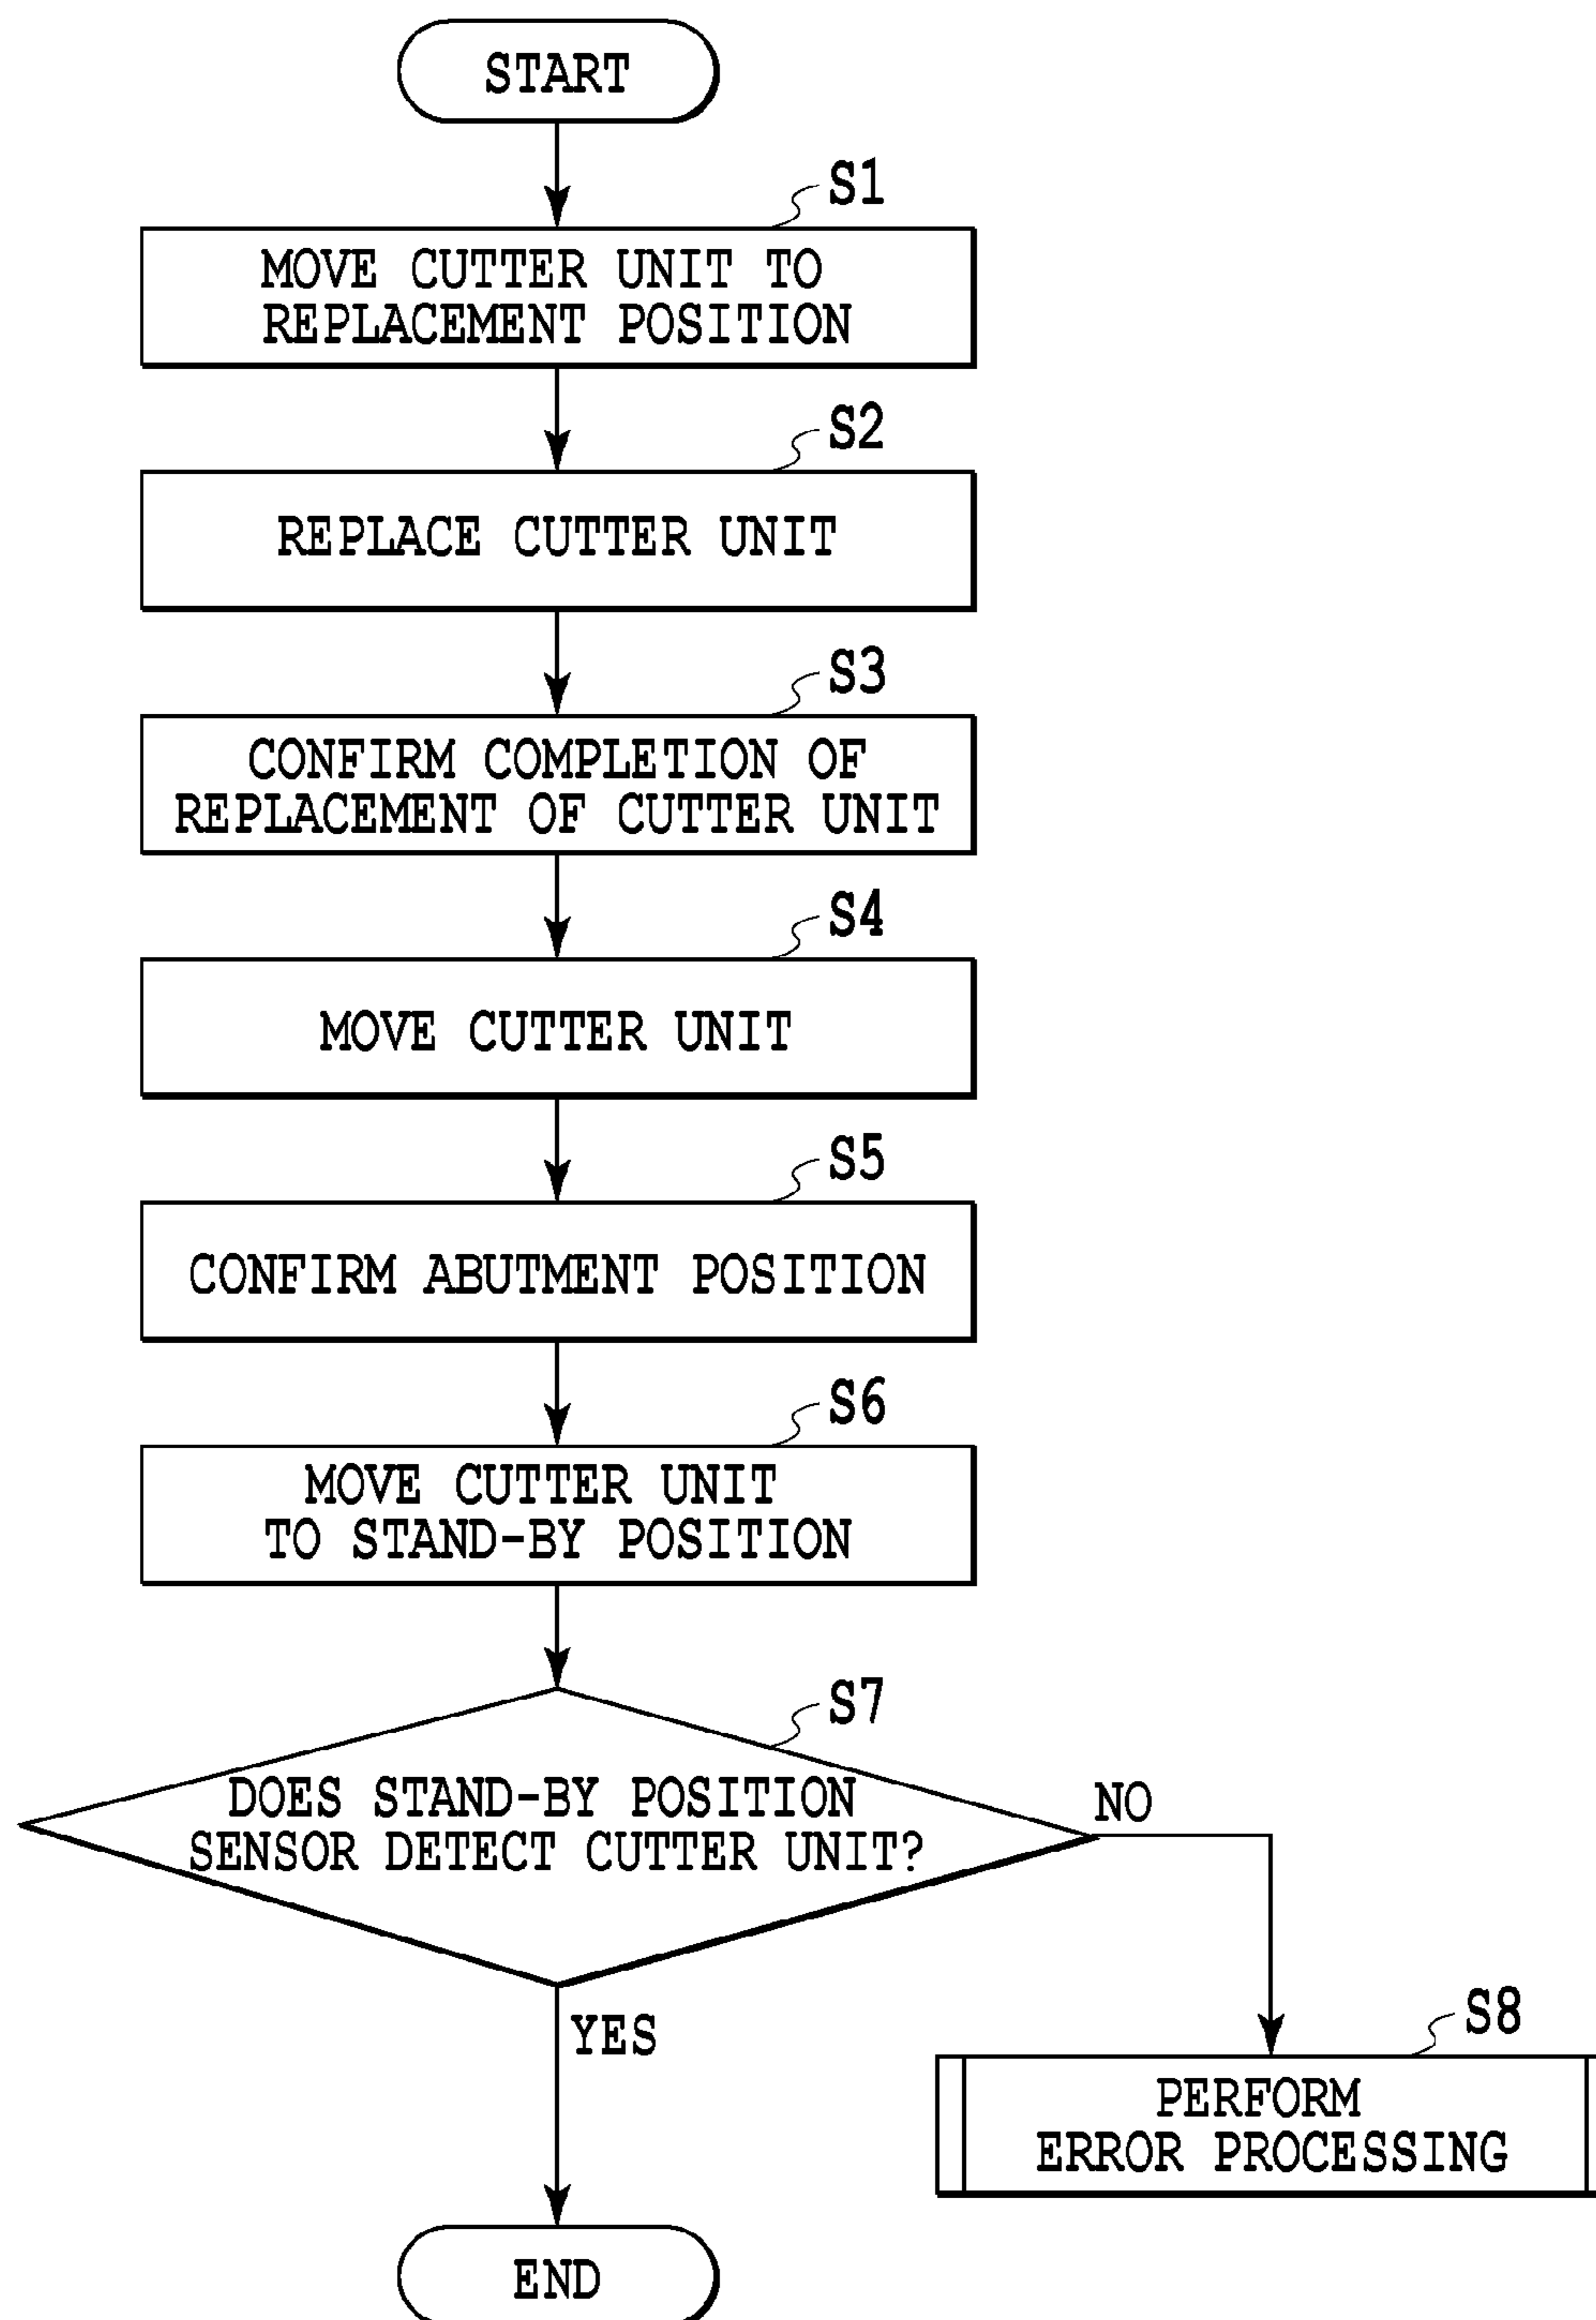 START
S1
MOVE CUTTER UNIT TO
REPLACEMENT POSITION
S2
REPLACE CUTTER UNIT
S3
CONFIRM COMPLETION OF
REPLACEMENT OF CUTTER UNIT
S4
MOVE CUTTER UNIT
S5
CONFIRM ABUTMENT POSITION
S6
MOVE CUTTER UNIT
TO STAND-BY POSITION
S7
DOES STAND-BY POSITION
SENSOR DETECT CUTTER UNIT?
NO
YES
S8
PERFORM
ERROR PROCESSING
END